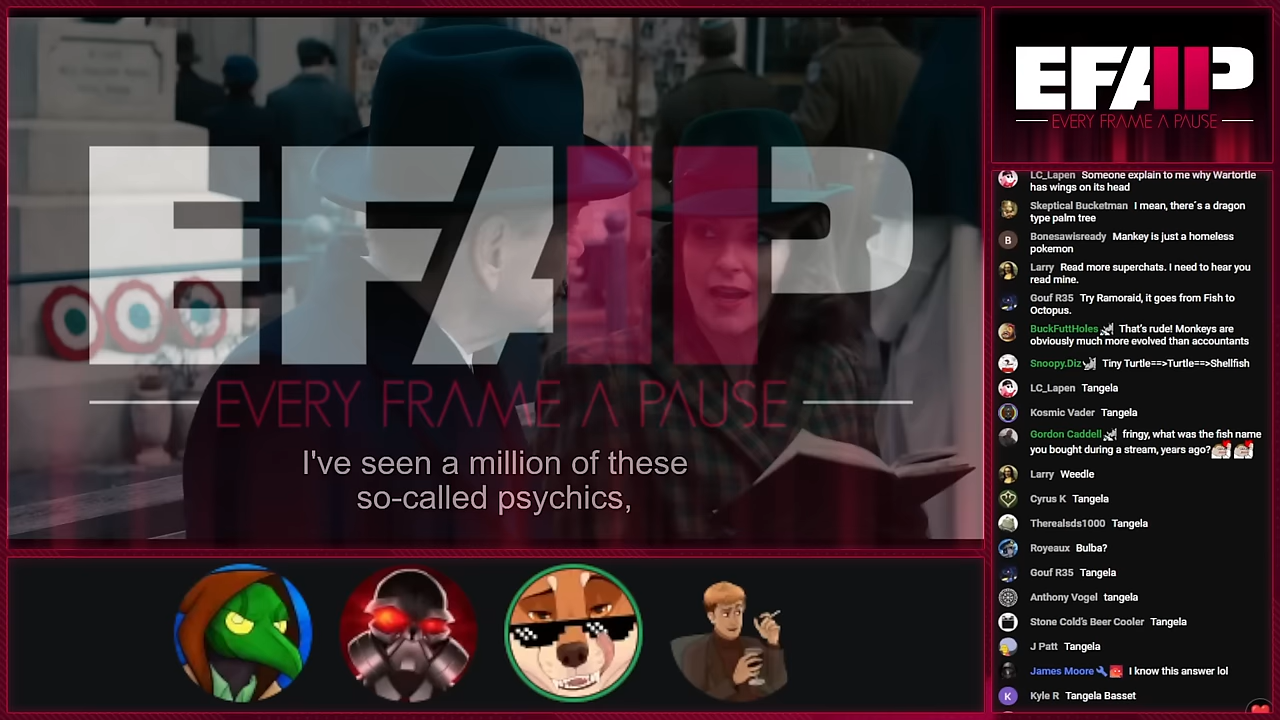 EFAP
EVERY FRAME A PAUSE
I've seen a million of these
so-called psychics,
EFAP
EVERY FRAME A PAUSE
LC_Lapen Someone explain to me why Wartortle
has wings on its head
Skeptical Bucketman I mean, there´s a dragon
type palm tree
B
Bonesawisready Mankey is just a homeless
pokemon
Larry Read more superchats. I need to hear you
read mine.
Gouf R35 Try Ramoraid, it goes from Fish to
Octopus.
BuckFuttHoles That's rude! Monkeys are
obviously much more evolved than accountants
Snoopy.Diz Tiny Turtle==>Turtle==>Shellfish
LC_Lapen Tangela
Kosmic Vader Tangela
Gordon Caddell fringy, what was the fish name
you bought during a stream, years ago?
Larry Weedle
Cyrus K Tangela
Therealsds1000 Tangela
Royeaux Bulba?
Gouf R35 Tangela
Anthony Vogel tangela
Stone Cold's Beer Cooler Tangela
J Patt Tangela
James Moore I know this answer lol
K
Kyle R Tangela Basset